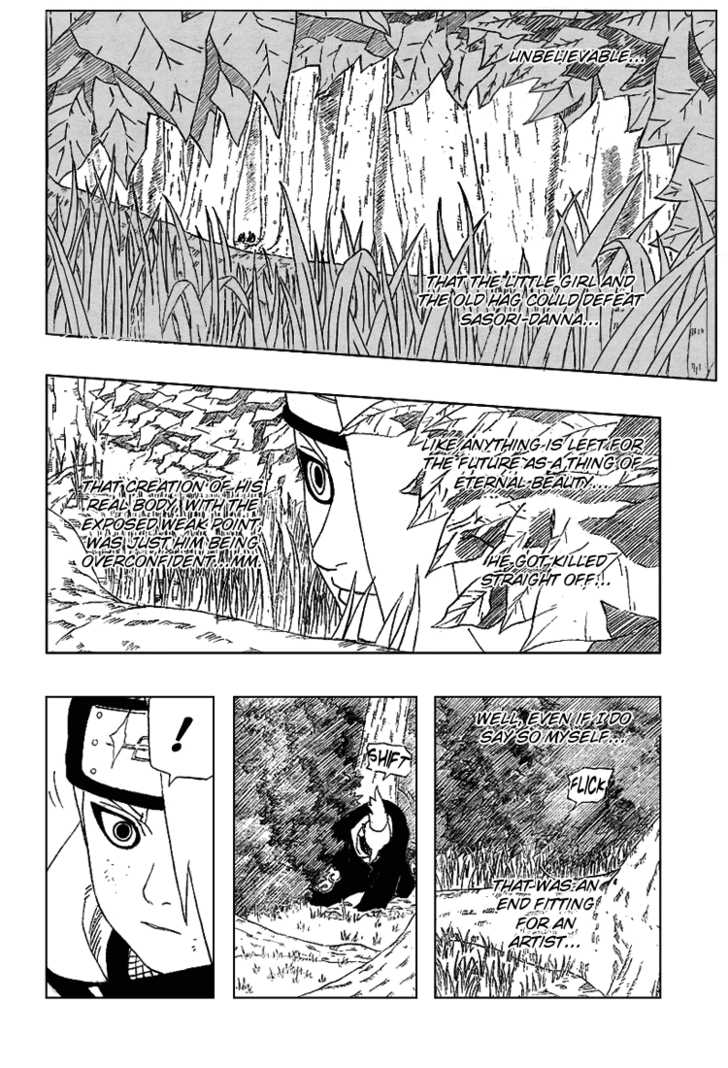 UNBELIEVABLE...
THAT THE LITTLE GIRL AND
THE OLD HAG COULD DEFEAT
SASORI-DANNA...
LIKE ANYTHING IS LEFT FOR
THE FUTURE AS A THING OF
ETERNAL BEAUTY...
HE GOT KILLED
STRAIGHT OFF...
THAT CREATION OF HIS
REAL BODY, WITH THE
EXPOSED WEAK POINT,
WAS JUST HIM BEING
OVERCONFIDENT...MM.
WELL, EVEN IF I DO
SAY SO MYSELF...
FLICK
THAT WAS AN
END FITTING
FOR AN
ARTIST...
SHIFT
!